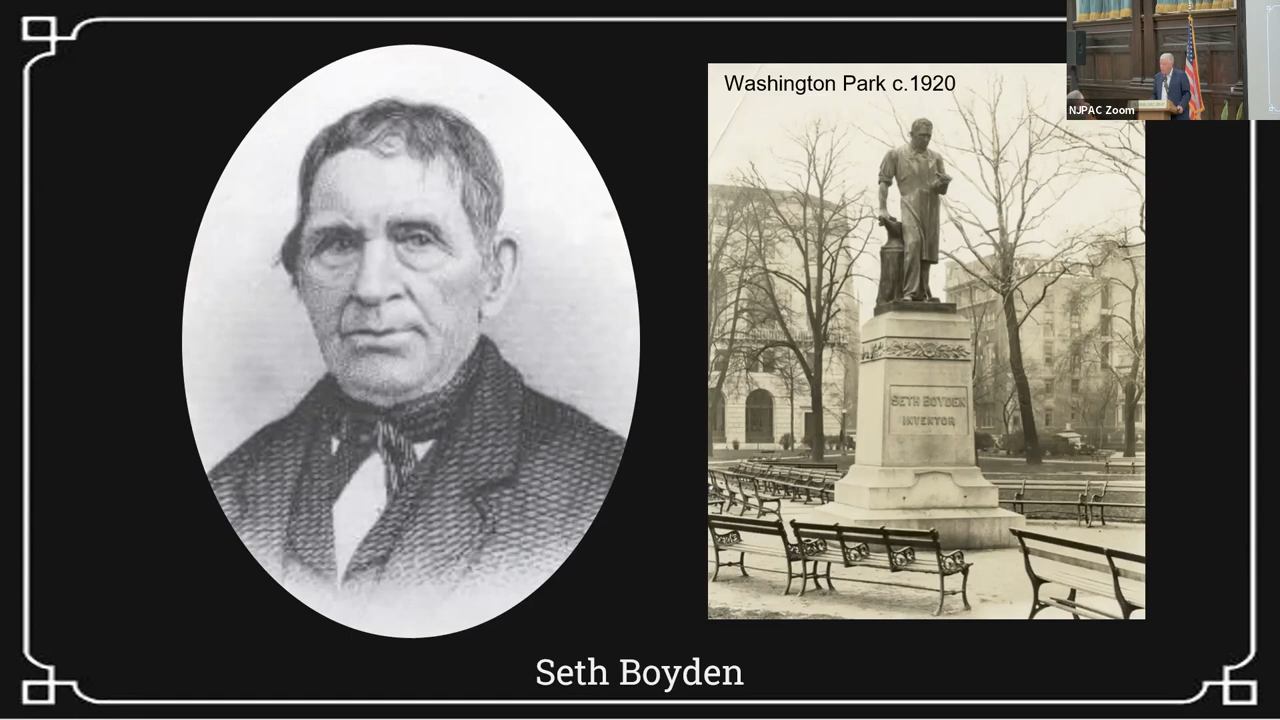 Washington Park c.1920
NJPAC Zoom
SETH BOYDEN
INVENTOR
Seth Boyden